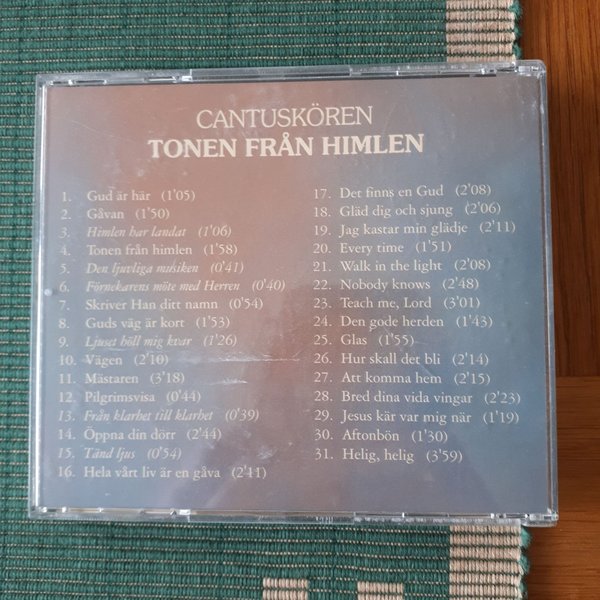 CANTUSKÖREN
TONEN FRÅN HIMLEN
1. Gud är här (1'05)
2. Gåvan (1'50)
3. Himlen har landat (1'06)
4. Tonen från himlen (1'58)
5. Den ljuvliga musiken (0'41)
6. Förnekarens möte med Herren (0'40)
7. Skriver Han ditt namn (0'54)
8. Guds väg är kort (1'53)
9. Ljuset höll mig kvar (1'26)
10. Vägen (2'10)
11. Mästaren (3'18)
12. Pilgrimsvisa (0'44)
13. Från klarhet till klarhet (0'39)
14. Öppna din dörr (2'44)
15. Tänd ljus (0'54)
16. Hela vårt liv är en gåva (2'41)
17. Det finns en Gud (2'08)
18. Gläd dig och sjung (2'06)
19. Jag kastar min glädje (2'11)
20. Every time (1'51)
21. Walk in the light (2'08)
22. Nobody knows (2'48)
23. Teach me, Lord (3'01)
24. Den gode herden (1'43)
25. Glas (1'55)
26. Hur skall det bli (2'14)
27. Att komma hem (2'15)
28. Bred dina vida vingar (2'23)
29. Jesus kär var mig när (1'19)
30. Aftonbön (1'30)
31. Helig, helig (3'59)